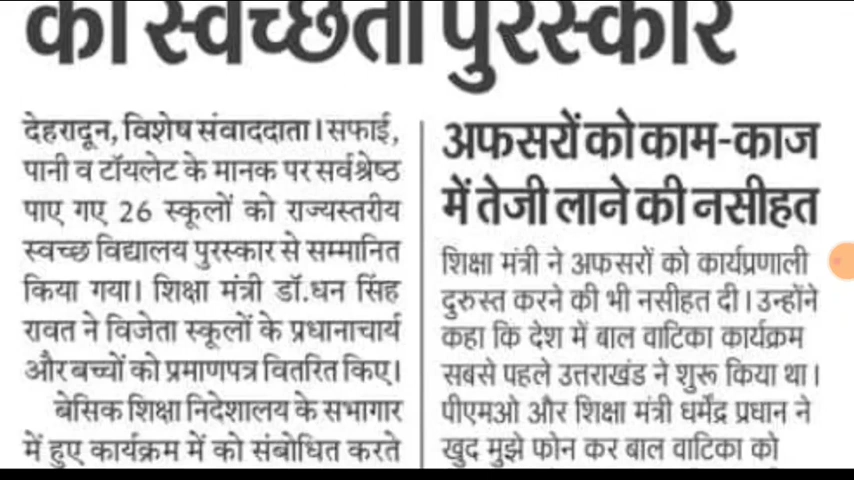 को स्वच्छता पुरस्कार
देहरादून, विशेष संवाददाता। सफाई,
पानी व टॉयलेट के मानक पर सर्वश्रेष्ठ
पाए गए 26 स्कूलों को राज्यस्तरीय
स्वच्छ विद्यालय पुरस्कार से सम्मानित
किया गया। शिक्षा मंत्री डॉ.धन सिंह
रावत ने विजेता स्कूलों के प्रधानाचार्य
और बच्चों को प्रमाणपत्र वितरित किए।
बेसिक शिक्षा निदेशालय के सभागार
में हुए कार्यक्रम में को संबोधित करते
अफसरों को काम-काज
में तेजी लाने की नसीहत
शिक्षा मंत्री ने अफसरों को कार्यप्रणाली
दुरुस्त करने की भी नसीहत दी। उन्होंने
कहा कि देश में बाल वाटिका कार्यक्रम
सबसे पहले उत्तराखंड ने शुरू किया था।
पीएमओ और शिक्षा मंत्री धर्मेंद्र प्रधान ने
खुद मुझे फोन कर बाल वाटिका को